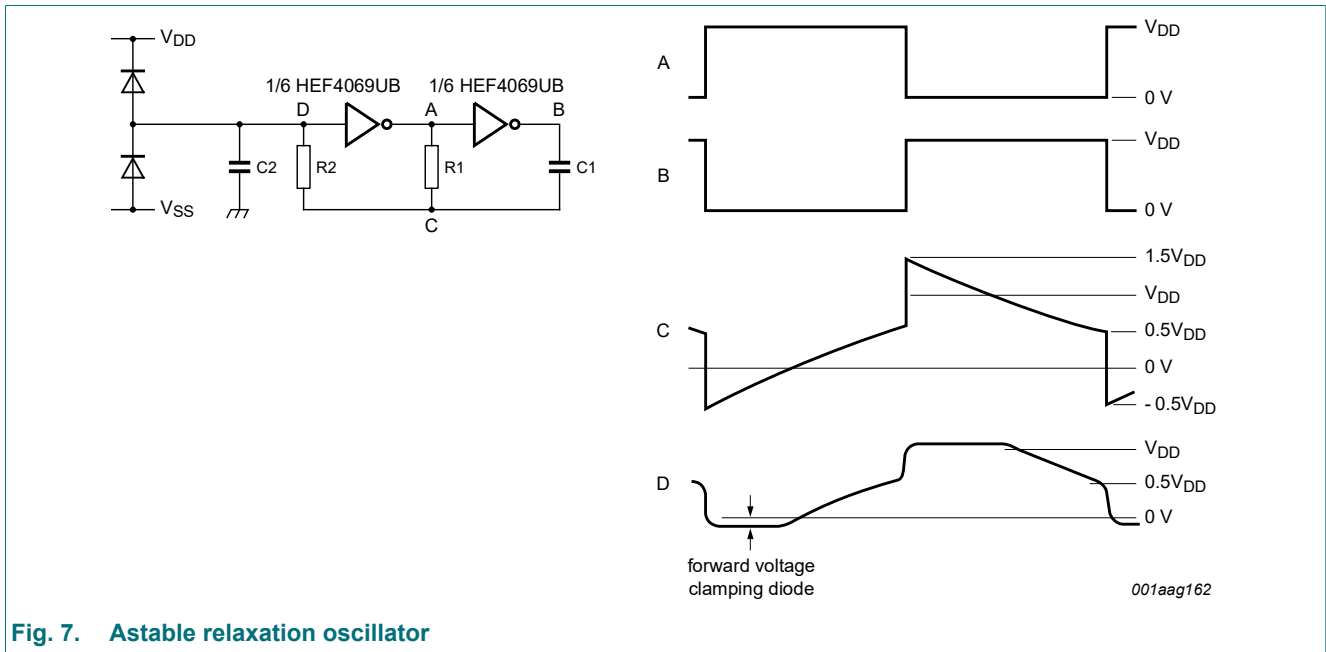 VDD
1/6 HEF4069UB
1/6 HEF4069UB
D
A
B
C2
R2
R1
C1
VSS
C
A
VDD
0 V
B
VDD
0 V
C
1.5VDD
VDD
0.5VDD
0 V
- 0.5VDD
D
VDD
0.5VDD
0 V
forward voltage
clamping diode
001aag162
Fig. 7. Astable relaxation oscillator